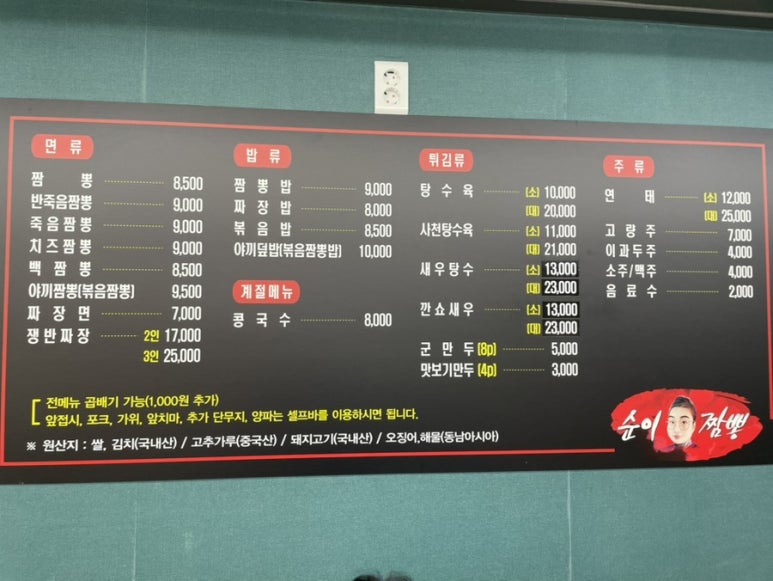 면 류
짬 뽕 8,500
반죽음짬뽕 9,000
죽음짬뽕 9,000
치즈짬뽕 9,000
백 짬 뽕 8,500
야끼짬뽕(볶음짬뽕) 9,500
짜 장 면 7,000
쟁반짜장 2인 17,000
3인 25,000
밥 류
짬 뽕 밥 9,000
짜 장 밥 8,000
볶 음 밥 8,500
야끼덮밥(볶음짬뽕밥) 10,000
계절메뉴
콩 국 수 8,000
튀김류
탕 수 육 (소) 10,000
(대) 20,000
사천탕수육 (소) 11,000
(대) 21,000
새우탕수 (소) 13,000
(대) 23,000
깐쇼새우 (소) 13,000
(대) 23,000
군 만 두 (8p) 5,000
맛보기만두 (4p) 3,000
주 류
연 태 (소) 12,000
(대) 25,000
고 량 주 7,000
이과두주 4,000
소주/맥주 4,000
음 료 수 2,000
전메뉴 곱배기 가능(1,000원 추가)
앞접시, 포크, 가위, 앞치마, 추가 단무지, 양파는 셀프바를 이용하시면 됩니다.
※ 원산지 : 쌀, 김치(국내산) / 고추가루(중국산) / 돼지고기(국내산) / 오징어,해물(동남아시아)
순이 짬뽕